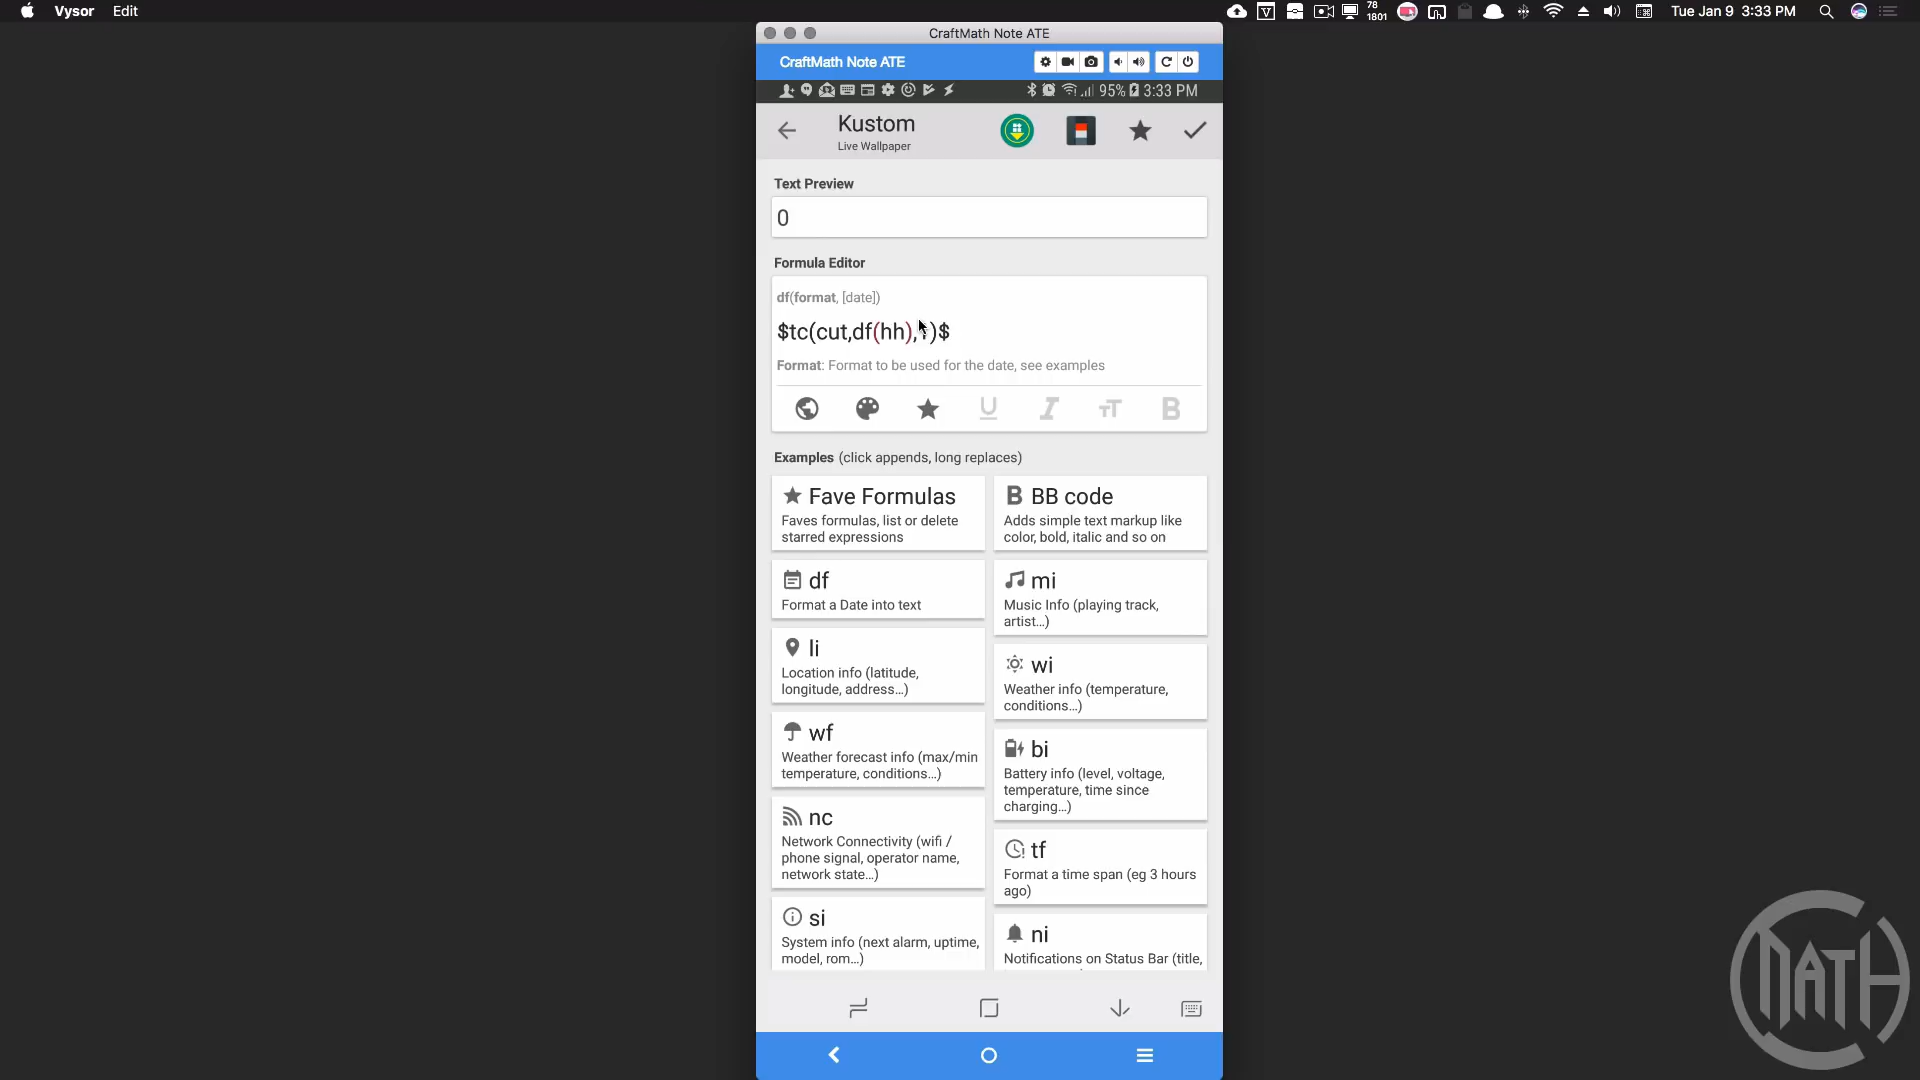 Vysor Edit
78
1801
Tue Jan 9 3:33 PM
CraftMath Note ATE
CraftMath Note ATE
95% 3:33 PM
Kustom
Live Wallpaper
Text Preview
0
Formula Editor
df(format, [date])
$tc(cut,df(hh),1)$
Format: Format to be used for the date, see examples
U I TT B
Examples (click appends, long replaces)
Fave Formulas
Faves formulas, list or delete
starred expressions
B BB code
Adds simple text markup like
color, bold, italic and so on
df
Format a Date into text
mi
Music Info (playing track,
artist...)
li
Location info (latitude,
longitude, address...)
wi
Weather info (temperature,
conditions...)
wf
Weather forecast info (max/min
temperature, conditions...)
bi
Battery info (level, voltage,
temperature, time since
charging...)
nc
Network Connectivity (wifi /
phone signal, operator name,
network state...)
tf
Format a time span (eg 3 hours
ago)
si
System info (next alarm, uptime,
model, rom...)
ni
Notifications on Status Bar (title,
MATH